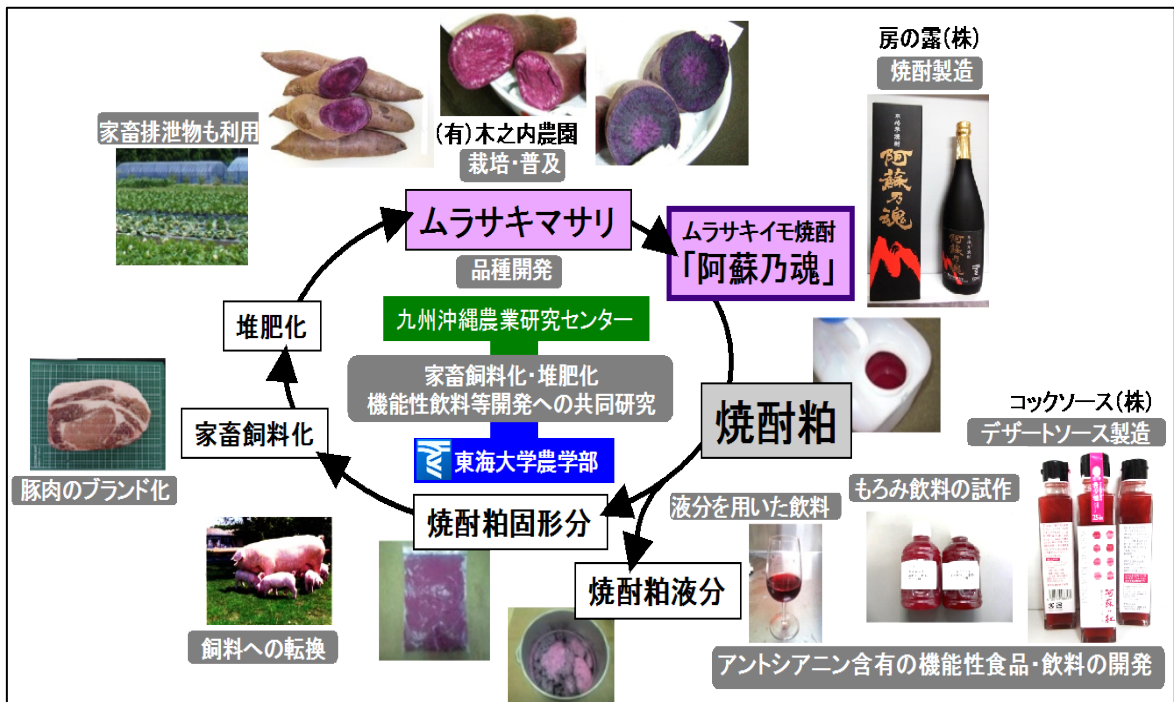 房の露(株)
焼酎製造
家畜排泄物も利用
(有)木之内農園
栽培・普及
本格芋焼酎
阿蘇乃魂
ムラサキマサリ
ムラサキイモ焼酎
「阿蘇乃魂」
品種開発
九州沖縄農業研究センター
堆肥化
家畜飼料化・堆肥化
機能性飲料等開発への共同研究
焼酎粕
コックソース(株)
デザートソース製造
家畜飼料化
東海大学農学部
豚肉のブランド化
もろみ飲料の試作
液分を用いた飲料
焼酎粕固形分
焼酎粕液分
飼料への転換
アントシアニン含有の機能性食品・飲料の開発